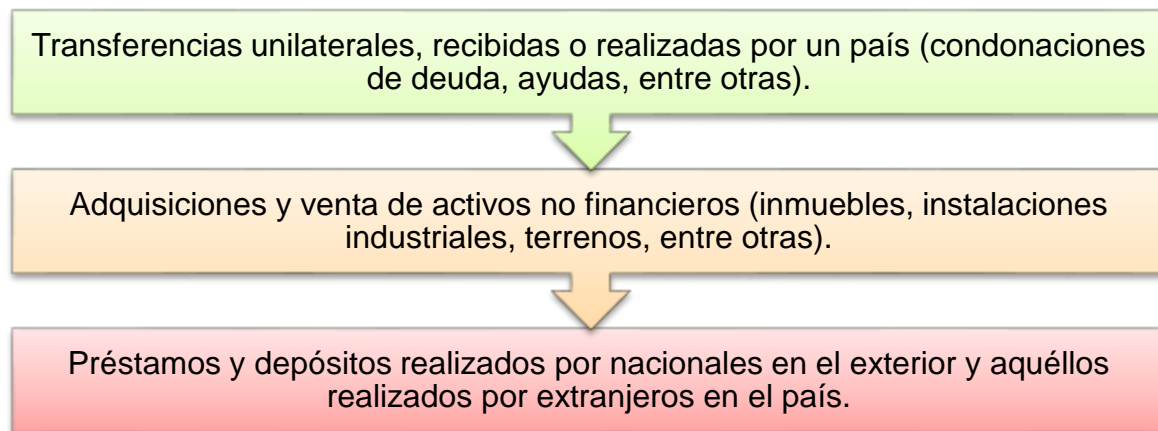 Transferencias unilaterales, recibidas o realizadas por un país (condonaciones
de deuda, ayudas, entre otras).
Adquisiciones y venta de activos no financieros (inmuebles, instalaciones
industriales, terrenos, entre otras).
Préstamos y depósitos realizados por nacionales en el exterior y aquéllos
realizados por extranjeros en el país.